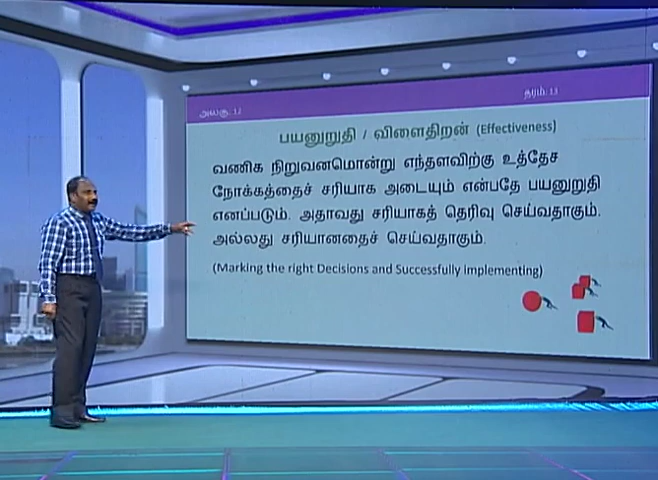 அலகு. 12
தரம்: 13
பயனுறுதி / விளைதிறன் (Effectiveness)
வணிக நிறுவனமொன்று எந்தளவிற்கு உத்தேச
நோக்கத்தைச் சரியாக அடையும் என்பதே பயனுறுதி
எனப்படும். அதாவது சரியாகத் தெரிவு செய்வதாகும்.
அல்லது சரியானதைச் செய்வதாகும்.
(Marking the right Decisions and Successfully implementing)